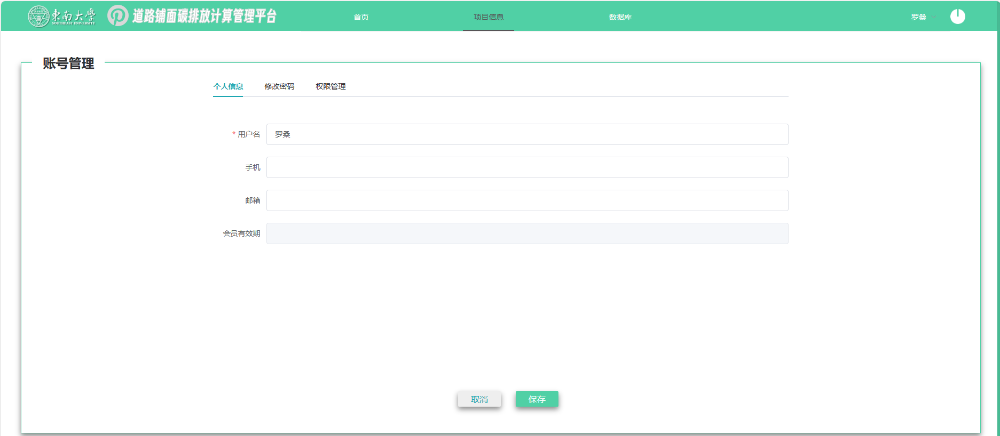 東南大學
SOUTHEAST UNIVERSITY
道路铺面碳排放计算管理平台
首页
项目信息
数据库
罗桑
账号管理
个人信息
修改密码
权限管理
* 用户名
罗桑
手机
邮箱
会员有效期
取消
保存